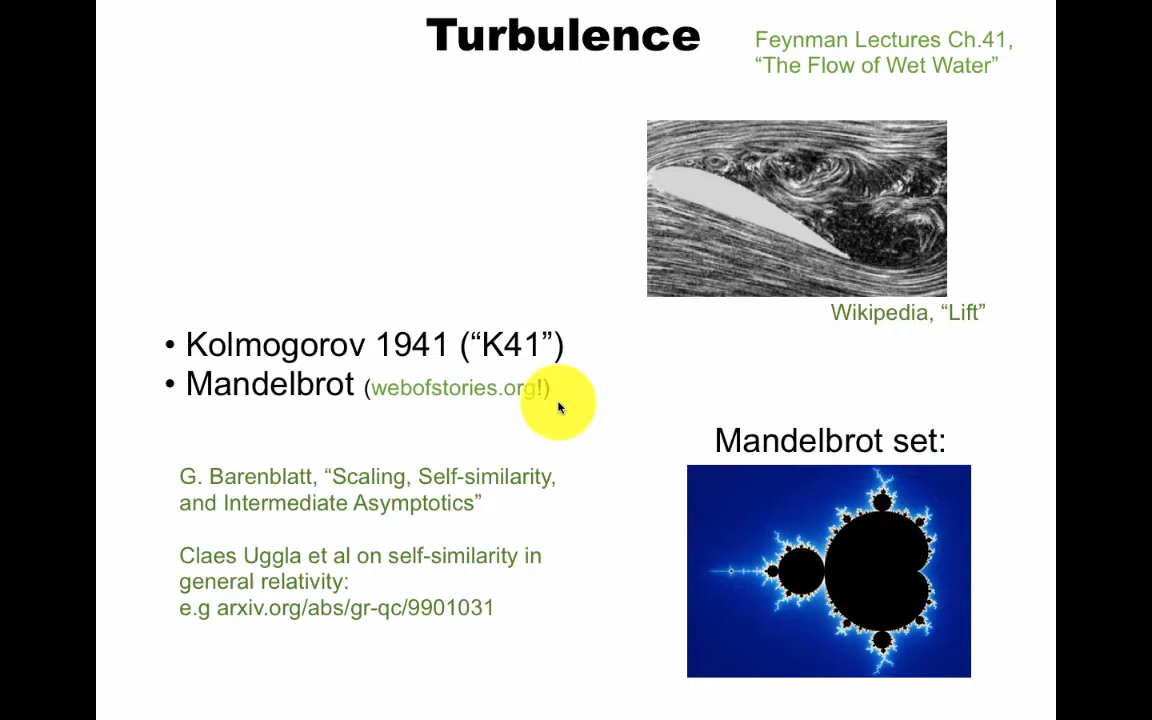 Turbulence
Feynman Lectures Ch.41,
“The Flow of Wet Water”
Wikipedia, “Lift”
• Kolmogorov 1941 (“K41”)
• Mandelbrot (webofstories.org!)
Mandelbrot set:
G. Barenblatt, “Scaling, Self-similarity,
and Intermediate Asymptotics”
Claes Uggla et al on self-similarity in
general relativity:
e.g arxiv.org/abs/gr-qc/9901031